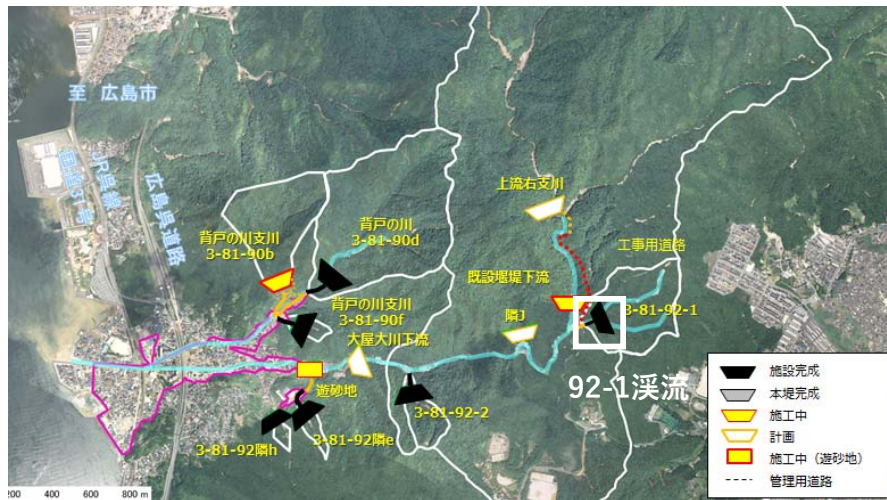 至 広島市
JR呉線
国道31号
広島呉道路
上流右支川
背戸の川
3-81-90d
背戸の川支川
3-81-90b
工事用道路
既設堰堤下流
背戸の川支川
3-81-90f
隣J
3-81-92-1
大屋大川下流
92-1渓流
遊砂地
3-81-92-2
3-81-92隣e
3-81-92隣h
施設完成
本堤完成
施工中
計画
施工中（遊砂地）
管理用道路
200 400 600 800 m